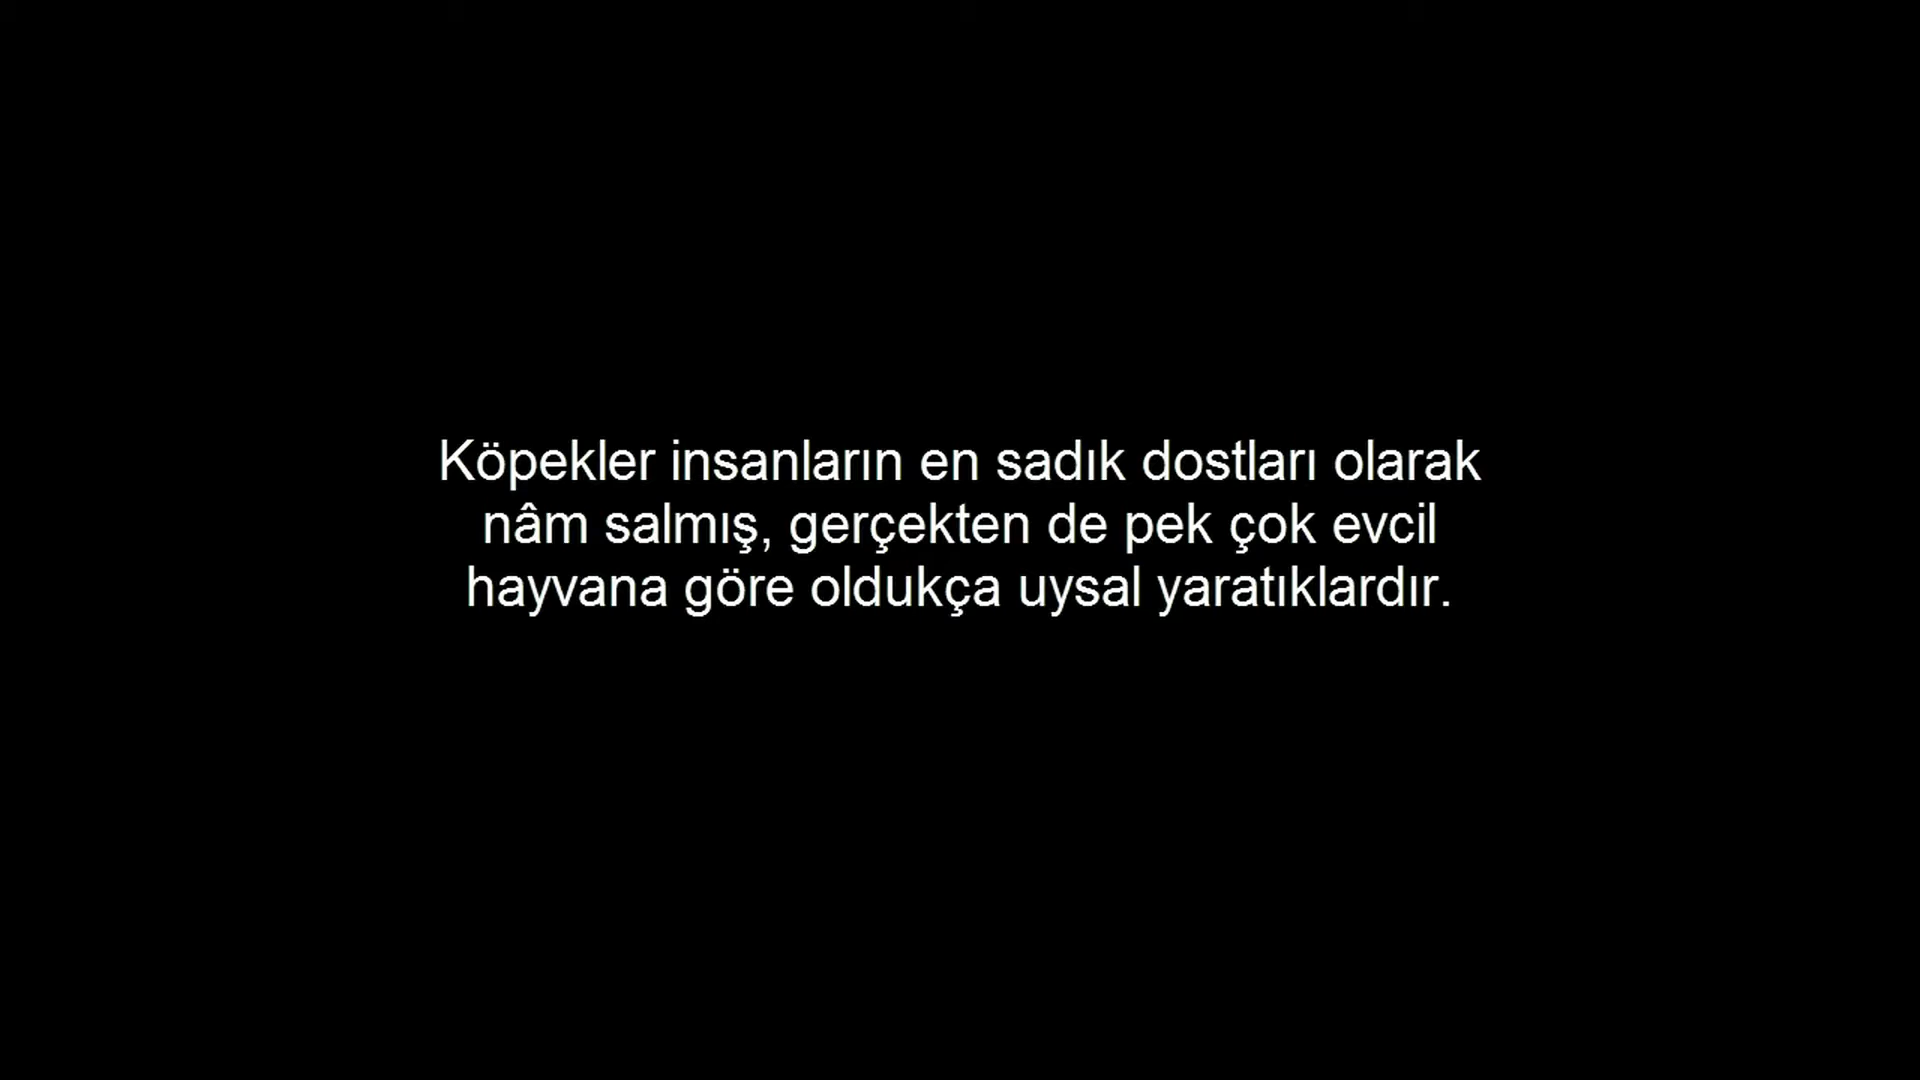 Köpekler insanların en sadık dostları olarak
nâm salmış, gerçekten de pek çok evcil
hayvana göre oldukça uysal yaratıklardır.